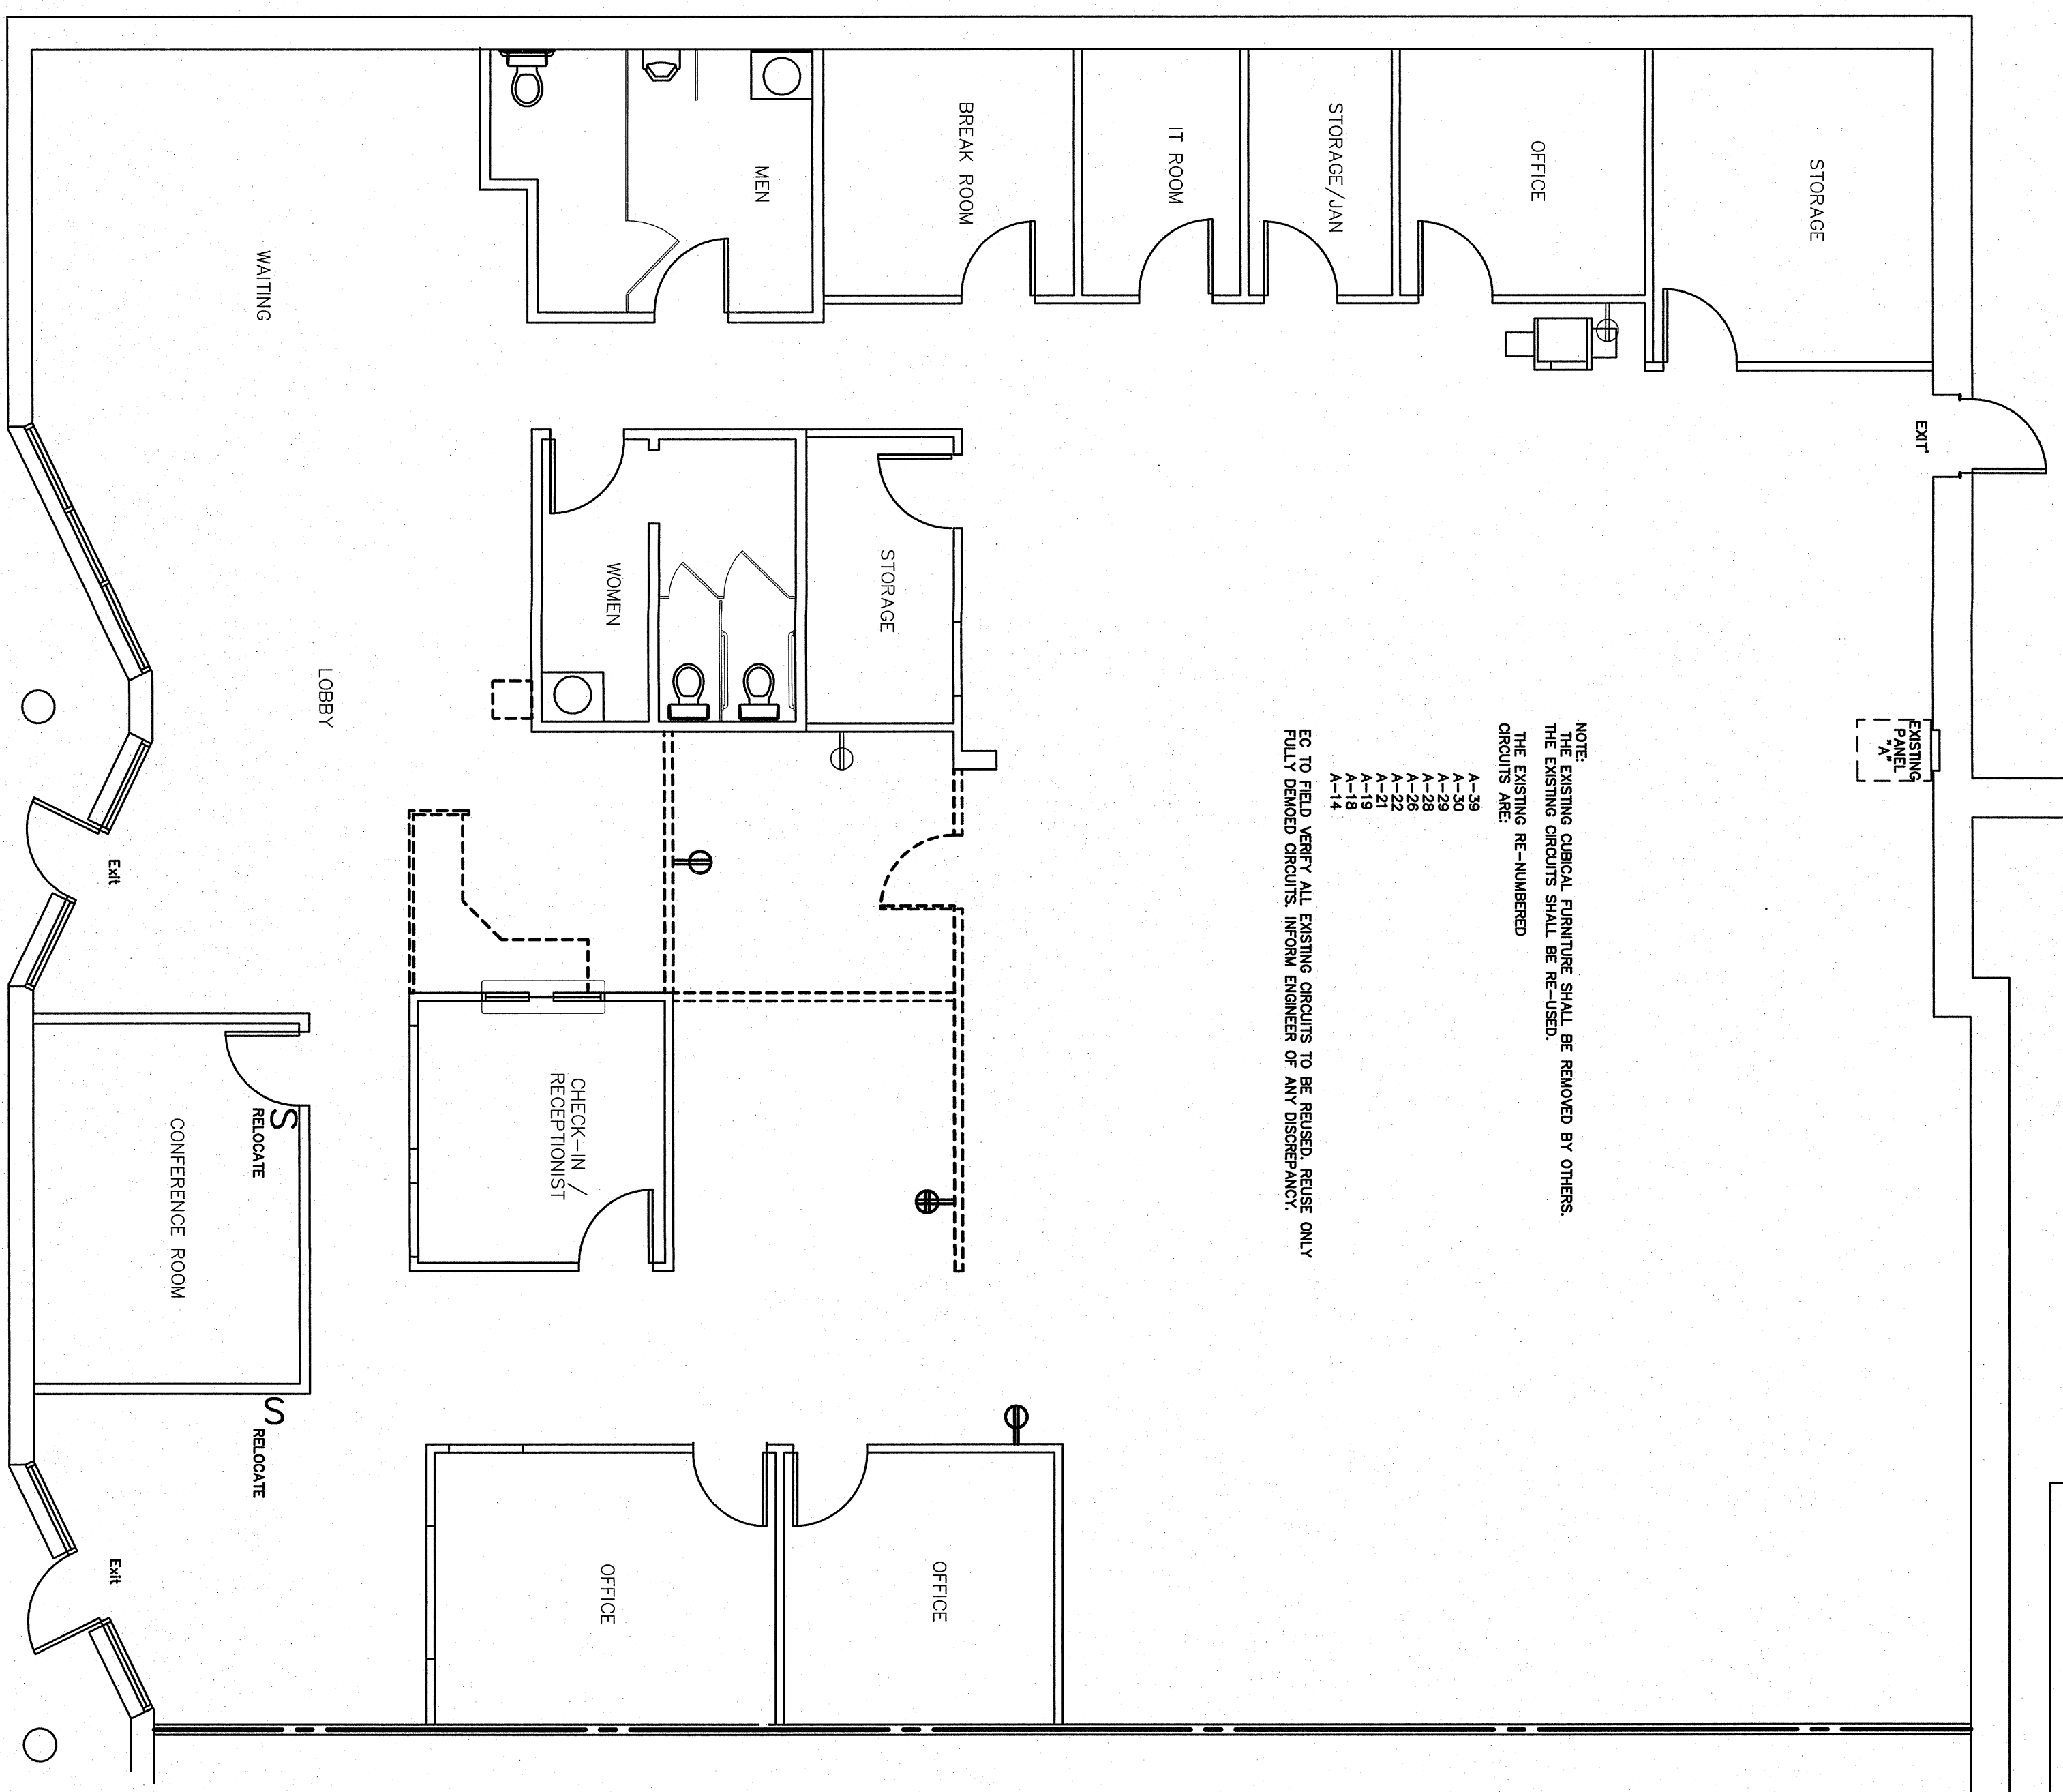 EXIT
EXISTING
PANEL
"A"
STORAGE
NOTE:
THE EXISTING CUBICAL FURNITURE SHALL BE REMOVED BY OTHERS.
THE EXISTING CIRCUITS SHALL BE RE-USED.
THE EXISTING RE-NUMBERED
CIRCUITS ARE:
A-39
A-30
A-29
A-28
A-26
A-22
A-21
A-19
A-18
A-14
EC TO FIELD VERIFY ALL EXISTING CIRCUITS TO BE REUSED. REUSE ONLY
FULLY DEMOED CIRCUITS. INFORM ENGINEER OF ANY DISCREPANCY.
OFFICE
STORAGE/JAN
IT ROOM
BREAK ROOM
OFFICE
STORAGE
MEN
WOMEN
OFFICE
CHECK-IN /
RECEPTIONIST
LOBBY
WAITING
S
RELOCATE
S
RELOCATE
CONFERENCE ROOM
Exit
Exit